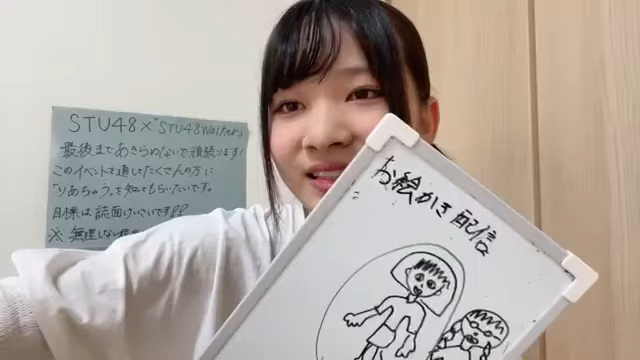 STU48×"STU48Walker"
最後まであきらめないで頑張ります!
このイベントを通してたくさんの方に
"りあちゅう"を知ってもらいたいです。
目標は誌面けいさいです!!
※ 無理しない程
お絵かき配信